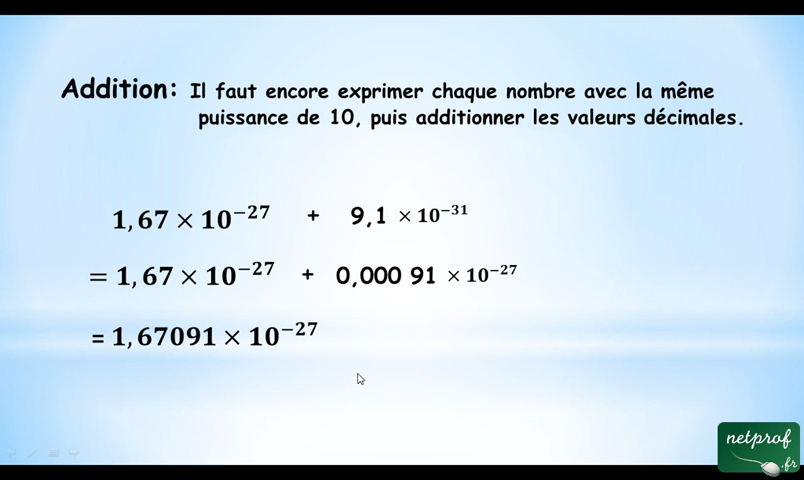 Addition: Il faut encore exprimer chaque nombre avec la même
puissance de 10, puis additionner les valeurs décimales.
1,67 × 10⁻²⁷ + 9,1 × 10⁻³¹
= 1,67 × 10⁻²⁷ + 0,000 91 × 10⁻²⁷
= 1,67091 × 10⁻²⁷
netprof
.fr